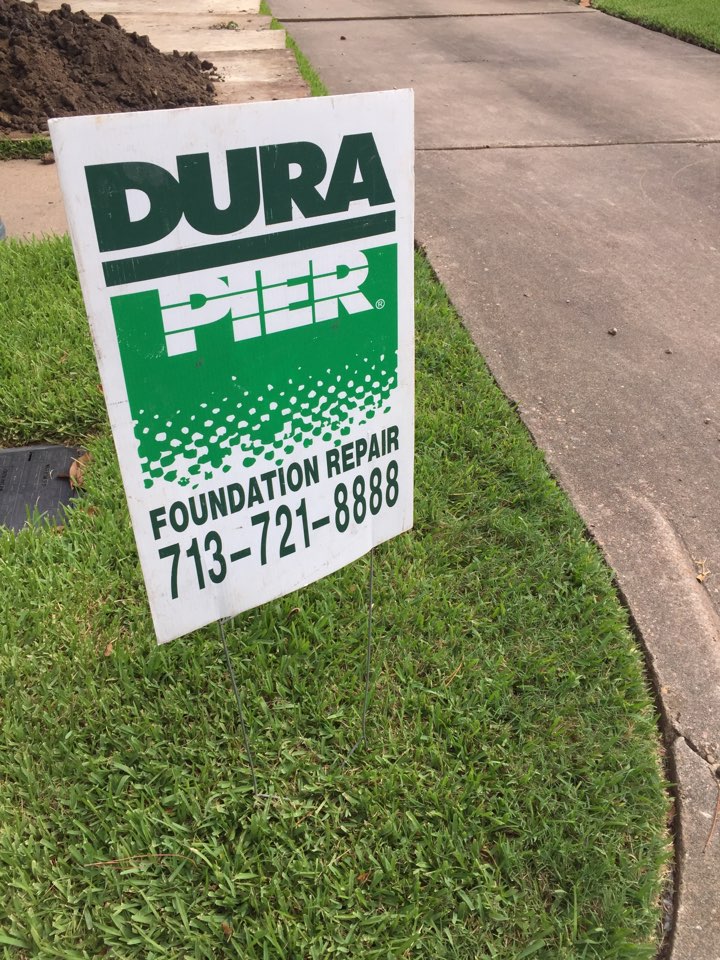 DURA
PIER®
FOUNDATION REPAIR
713-721-8888